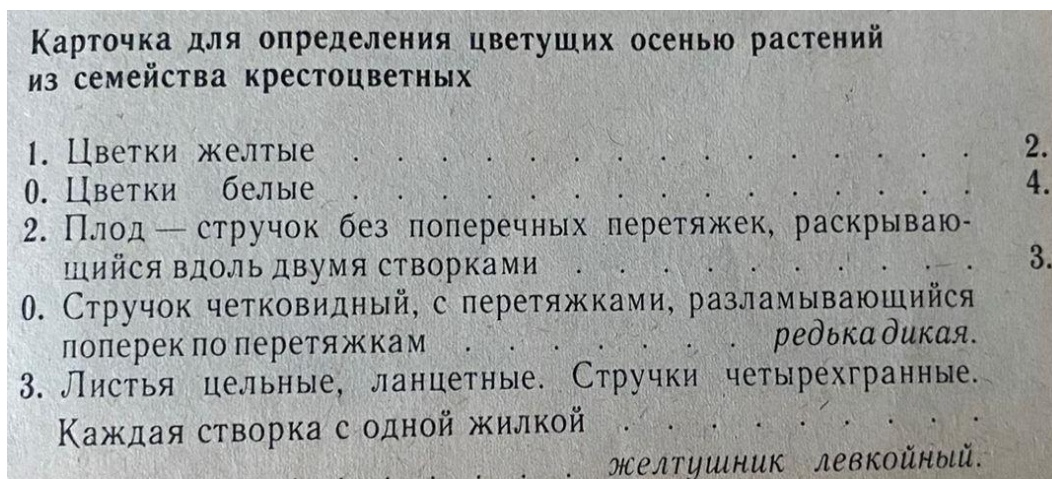 Карточка для определения цветущих осенью растений
из семейства крестоцветных
1. Цветки желтые . . . . . . . . . . . . . . 2.
0. Цветки белые . . . . . . . . . . . . . . 4.
2. Плод — стручок без поперечных перетяжек, раскрываю-
щийся вдоль двумя створками . . . . . . . . . 3.
0. Стручок четковидный, с перетяжками, разламывающийся
поперек по перетяжкам . . . . . . . редька дикая.
3. Листья цельные, ланцетные. Стручки четырехгранные.
Каждая створка с одной жилкой . . . . . . . . .
. . . . . . . . желтушник левкойный.